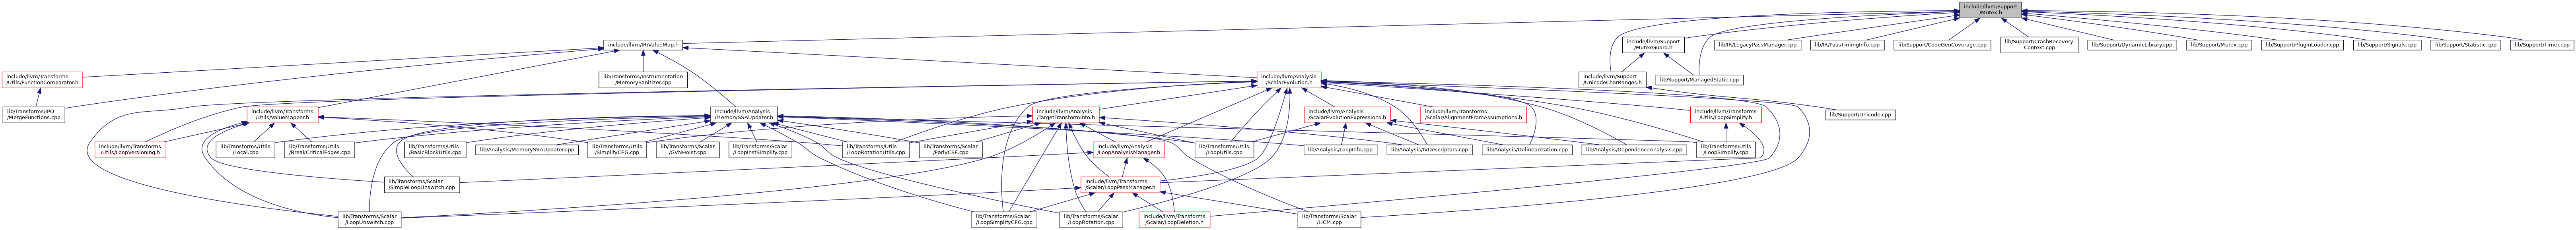 include/llvm/Support
/Mutex.h
include/llvm/IR/ValueMap.h
include/llvm/Support
/MutexGuard.h
lib/IR/LegacyPassManager.cpp
lib/IR/PassTimingInfo.cpp
lib/Support/CodeGenCoverage.cpp
lib/Support/CrashRecovery
Context.cpp
lib/Support/DynamicLibrary.cpp
lib/Support/Mutex.cpp
lib/Support/PluginLoader.cpp
lib/Support/Signals.cpp
lib/Support/Statistic.cpp
lib/Support/Timer.cpp
include/llvm/Transforms
/Utils/FunctionComparator.h
lib/Transforms/Instrumentation
/MemorySanitizer.cpp
include/llvm/Analysis
/ScalarEvolution.h
include/llvm/Support
/UnicodeCharRanges.h
lib/Support/ManagedStatic.cpp
lib/Transforms/IPO
/MergeFunctions.cpp
include/llvm/Transforms
/Utils/ValueMapper.h
include/llvm/Analysis
/MemorySSAUpdater.h
include/llvm/Analysis
/TargetTransformInfo.h
include/llvm/Analysis
/ScalarEvolutionExpressions.h
include/llvm/Transforms
/Scalar/AlignmentFromAssumptions.h
include/llvm/Transforms
/Utils/LoopSimplify.h
lib/Support/Unicode.cpp
include/llvm/Transforms
/Utils/LoopVersioning.h
lib/Transforms/Utils
/Local.cpp
lib/Transforms/Utils
/BreakCriticalEdges.cpp
lib/Transforms/Utils
/BasicBlockUtils.cpp
lib/Analysis/MemorySSAUpdater.cpp
lib/Transforms/Utils
/SimplifyCFG.cpp
lib/Transforms/Scalar
/GVNHoist.cpp
lib/Transforms/Scalar
/LoopInstSimplify.cpp
lib/Transforms/Utils
/LoopRotationUtils.cpp
lib/Transforms/Scalar
/EarlyCSE.cpp
include/llvm/Analysis
/LoopAnalysisManager.h
lib/Transforms/Utils
/LoopUtils.cpp
lib/Analysis/LoopInfo.cpp
lib/Analysis/IVDescriptors.cpp
lib/Analysis/Delinearization.cpp
lib/Analysis/DependenceAnalysis.cpp
lib/Transforms/Utils
/LoopSimplify.cpp
lib/Transforms/Scalar
/SimpleLoopUnswitch.cpp
include/llvm/Transforms
/Scalar/LoopPassManager.h
lib/Transforms/Scalar
/LoopUnswitch.cpp
lib/Transforms/Scalar
/LoopSimplifyCFG.cpp
lib/Transforms/Scalar
/LoopRotation.cpp
include/llvm/Transforms
/Scalar/LoopDeletion.h
lib/Transforms/Scalar
/LICM.cpp